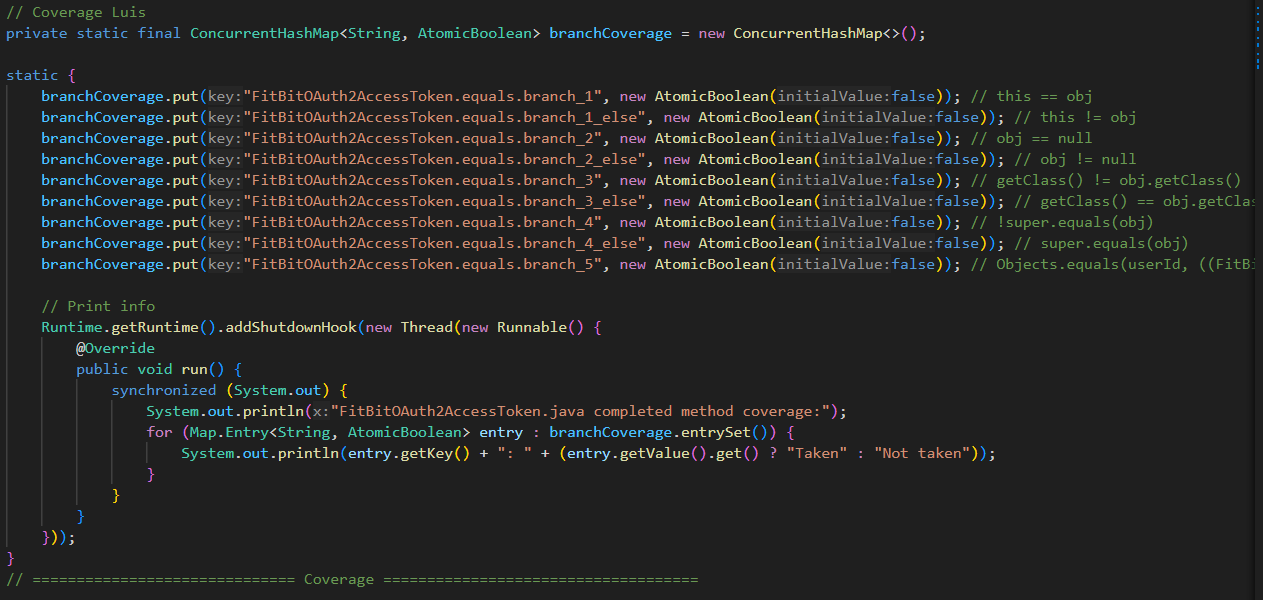 // Coverage Luis
private static final ConcurrentHashMap<String, AtomicBoolean> branchCoverage = new ConcurrentHashMap<>();
static {
branchCoverage.put(key:"FitBitOAuth2AccessToken.equals.branch_1", new AtomicBoolean(initialValue:false)); // this == obj
branchCoverage.put(key:"FitBitOAuth2AccessToken.equals.branch_1_else", new AtomicBoolean(initialValue:false)); // this != obj
branchCoverage.put(key:"FitBitOAuth2AccessToken.equals.branch_2", new AtomicBoolean(initialValue:false)); // obj == null
branchCoverage.put(key:"FitBitOAuth2AccessToken.equals.branch_2_else", new AtomicBoolean(initialValue:false)); // obj != null
branchCoverage.put(key:"FitBitOAuth2AccessToken.equals.branch_3", new AtomicBoolean(initialValue:false)); // getClass() != obj.getClass()
branchCoverage.put(key:"FitBitOAuth2AccessToken.equals.branch_3_else", new AtomicBoolean(initialValue:false)); // getClass() == obj.getClas
branchCoverage.put(key:"FitBitOAuth2AccessToken.equals.branch_4", new AtomicBoolean(initialValue:false)); // !super.equals(obj)
branchCoverage.put(key:"FitBitOAuth2AccessToken.equals.branch_4_else", new AtomicBoolean(initialValue:false)); // super.equals(obj)
branchCoverage.put(key:"FitBitOAuth2AccessToken.equals.branch_5", new AtomicBoolean(initialValue:false)); // Objects.equals(userId, ((FitBi
// Print info
Runtime.getRuntime().addShutdownHook(new Thread(new Runnable() {
@Override
public void run() {
synchronized (System.out) {
System.out.println(x:"FitBitOAuth2AccessToken.java completed method coverage:");
for (Map.Entry<String, AtomicBoolean> entry : branchCoverage.entrySet()) {
System.out.println(entry.getKey() + ": " + (entry.getValue().get() ? "Taken" : "Not taken"));
}
}
}
}));
}
// ============================== Coverage ====================================